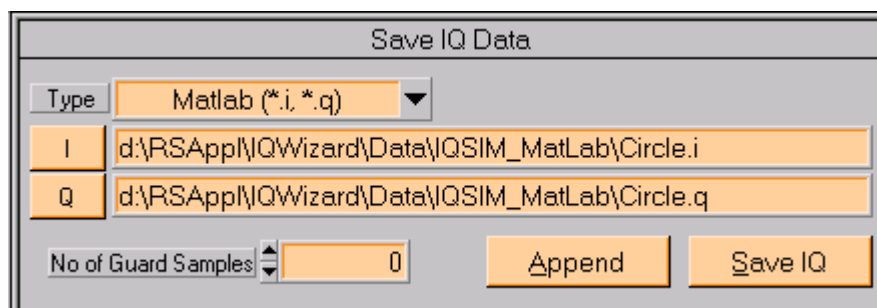 Save IQ Data
Type Matlab (*.i, *.q)
I d:\RSAppl\IQWizard\Data\IQSIM_MatLab\Circle.i
Q d:\RSAppl\IQWizard\Data\IQSIM_MatLab\Circle.q
No of Guard Samples 0 Append Save IQ